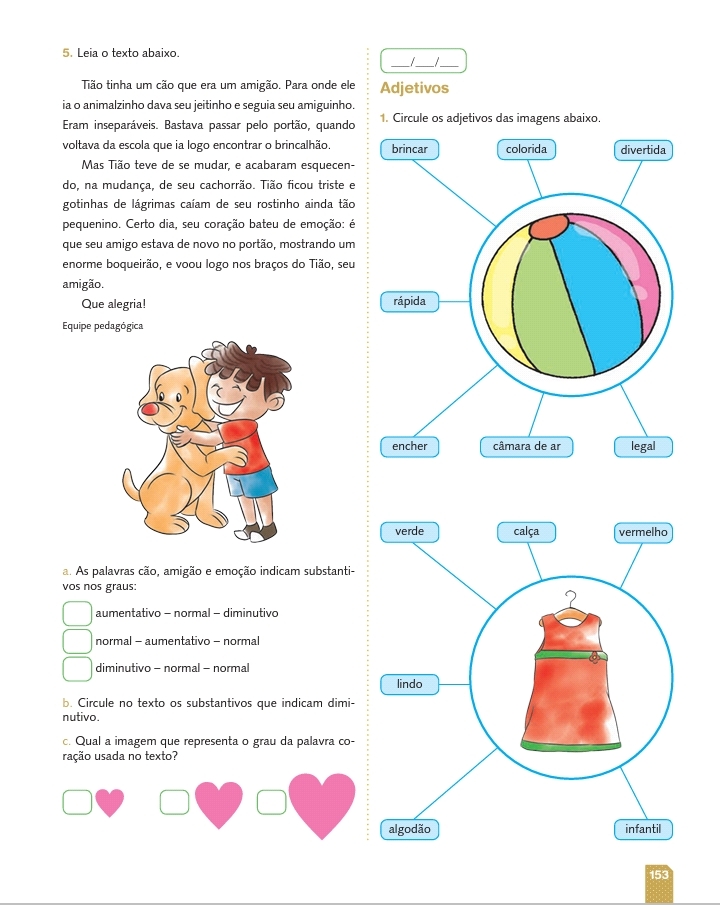 5. Leia o texto abaixo.
Tião tinha um cão que era um amigão. Para onde ele
ia o animalzinho dava seu jeitinho e seguia seu amiguinho.
Eram inseparáveis. Bastava passar pelo portão, quando
voltava da escola que ia logo encontrar o brincalhão.
Mas Tião teve de se mudar, e acabaram esquecen-
do, na mudança, de seu cachorrão. Tião ficou triste e
gotinhas de lágrimas caíam de seu rostinho ainda tão
pequenino. Certo dia, seu coração bateu de emoção: é
que seu amigo estava de novo no portão, mostrando um
enorme boqueirão, e voou logo nos braços do Tião, seu
amigão.
Que alegria!
Equipe pedagógica
a. As palavras cão, amigão e emoção indicam substanti-
vos nos graus:
aumentativo – normal – diminutivo
normal – aumentativo – normal
diminutivo – normal – normal
b. Circule no texto os substantivos que indicam dimi-
nutivo.
c. Qual a imagem que representa o grau da palavra co-
ração usada no texto?
___/___/___
Adjetivos
1. Circule os adjetivos das imagens abaixo.
brincar
colorida
divertida
rápida
encher
câmara de ar
legal
verde
calça
vermelho
lindo
algodão
infantil
153